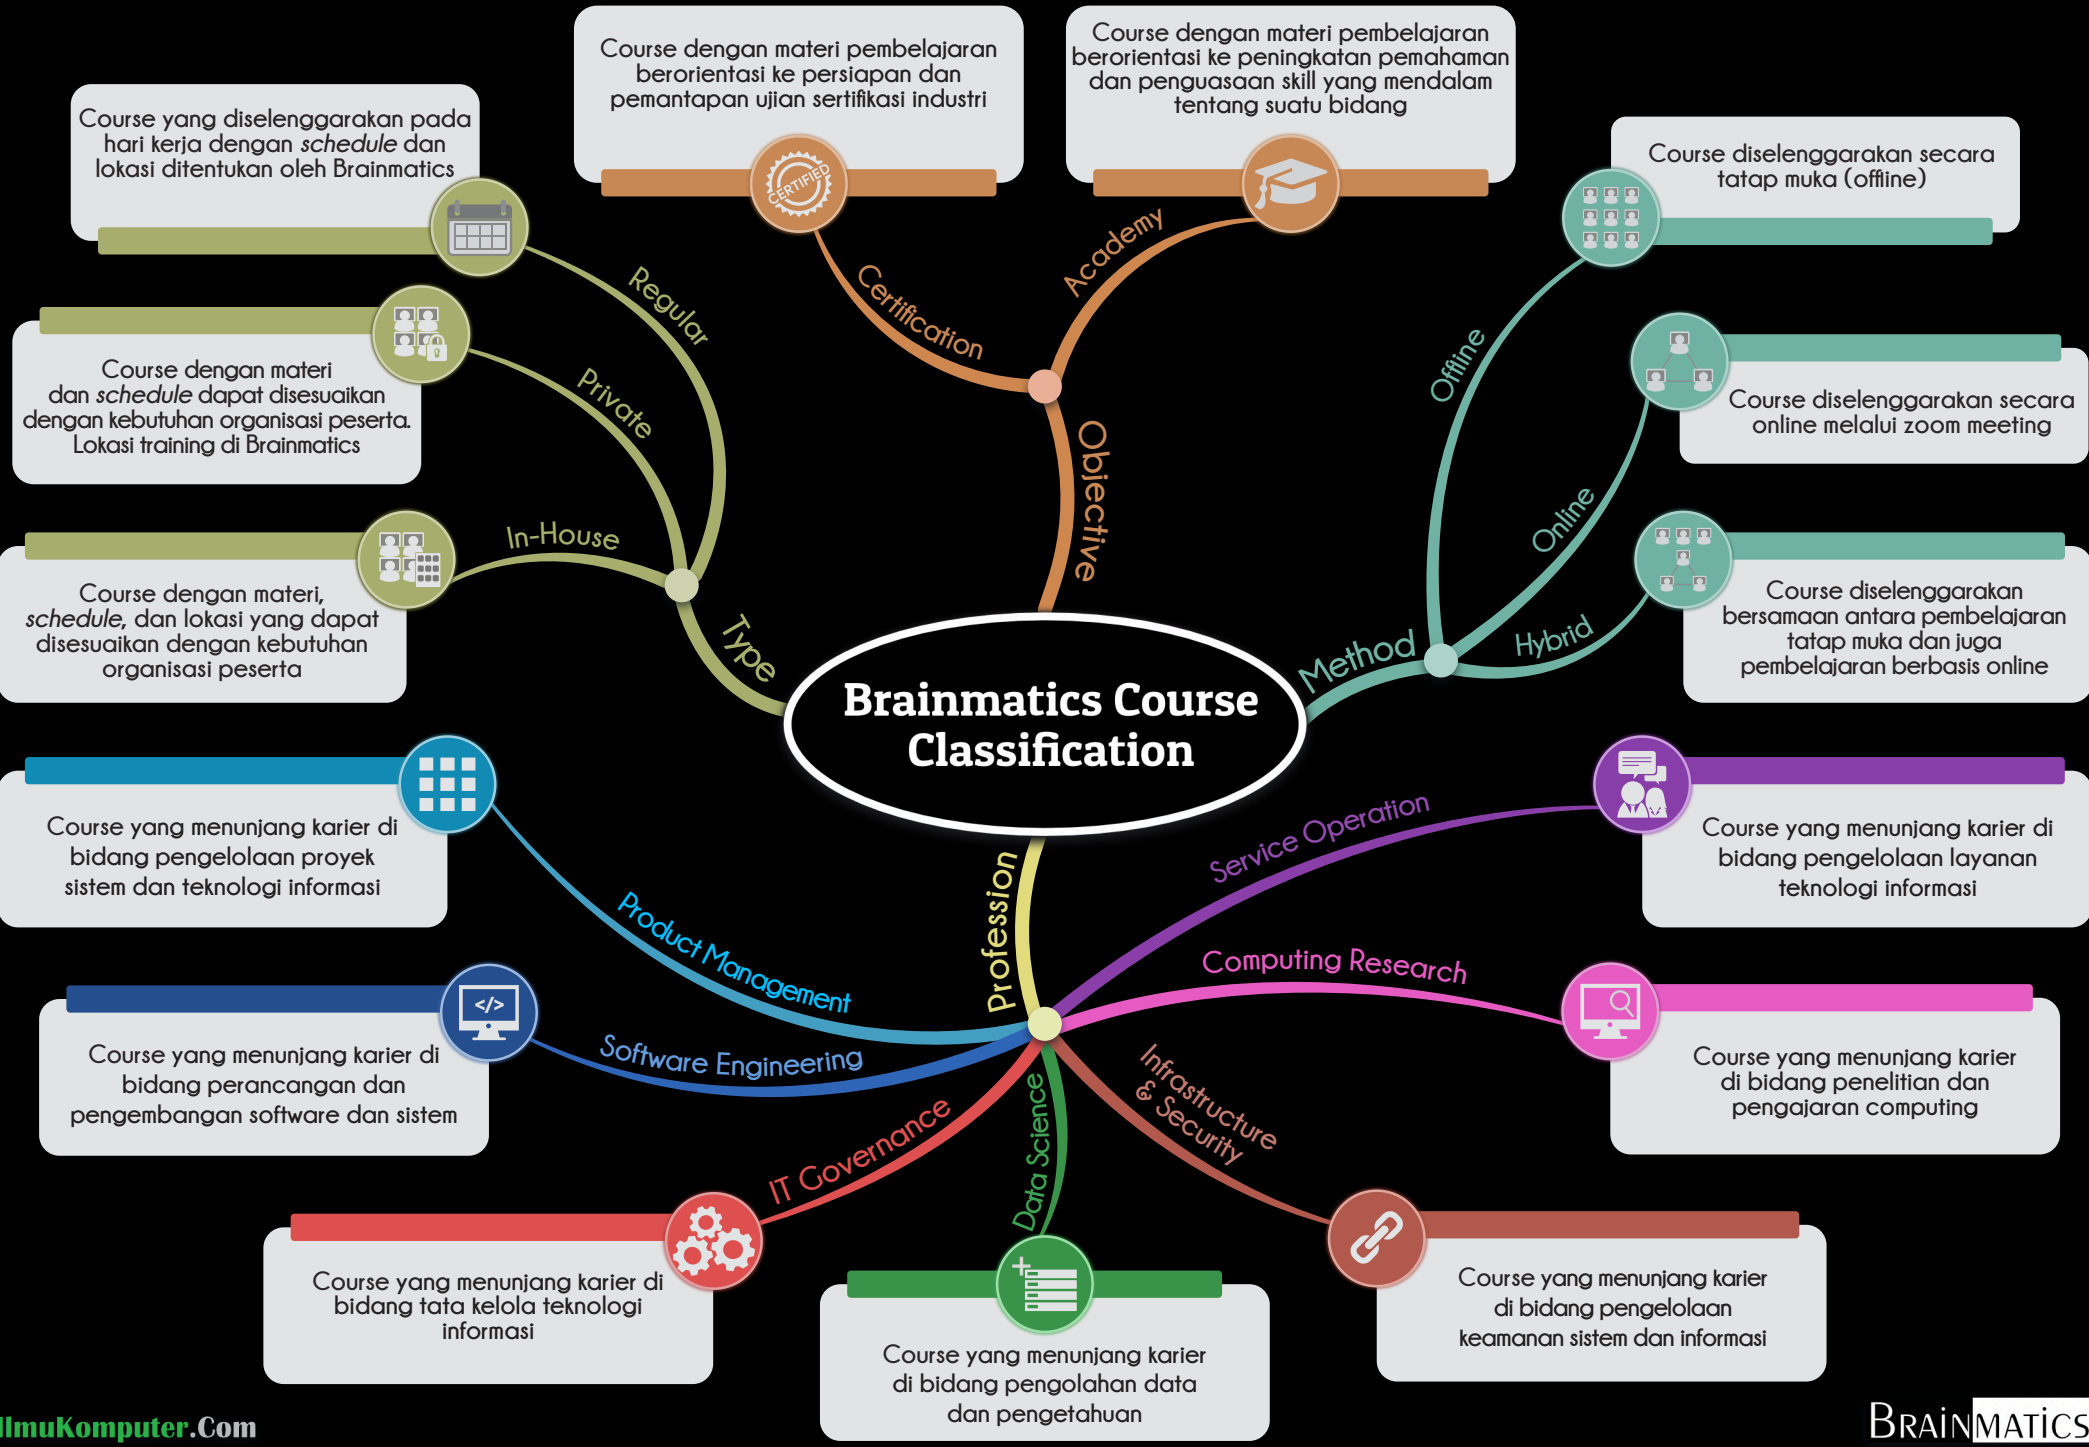 Brainmatics Course
Classification
Type
Regular
Course yang diselenggarakan pada
hari kerja dengan schedule dan
lokasi ditentukan oleh Brainmatics
Private
Course dengan materi
dan schedule dapat disesuaikan
dengan kebutuhan organisasi peserta.
Lokasi training di Brainmatics
In-House
Course dengan materi,
schedule, dan lokasi yang dapat
disesuaikan dengan kebutuhan
organisasi peserta
Objective
Certification
Course dengan materi pembelajaran
berorientasi ke persiapan dan
pemantapan ujian sertifikasi industri
CERTIFIED
Academy
Course dengan materi pembelajaran
berorientasi ke peningkatan pemahaman
dan penguasaan skill yang mendalam
tentang suatu bidang
Method
Offline
Course diselenggarakan secara
tatap muka (offline)
Online
Course diselenggarakan secara
online melalui zoom meeting
Hybrid
Course diselenggarakan
bersamaan antara pembelajaran
tatap muka dan juga
pembelajaran berbasis online
Profession
Product Management
Course yang menunjang karier di
bidang pengelolaan proyek
sistem dan teknologi informasi
Software Engineering
</>
Course yang menunjang karier di
bidang perancangan dan
pengembangan software dan sistem
IT Governance
Course yang menunjang karier di
bidang tata kelola teknologi
informasi
Data Science
Course yang menunjang karier
di bidang pengolahan data
dan pengetahuan
Infrastructure
& Security
Course yang menunjang karier
di bidang pengelolaan
keamanan sistem dan informasi
Computing Research
Course yang menunjang karier
di bidang penelitian dan
pengajaran computing
Service Operation
Course yang menunjang karier di
bidang pengelolaan layanan
teknologi informasi
IlmuKomputer.Com
BRAINMATICS